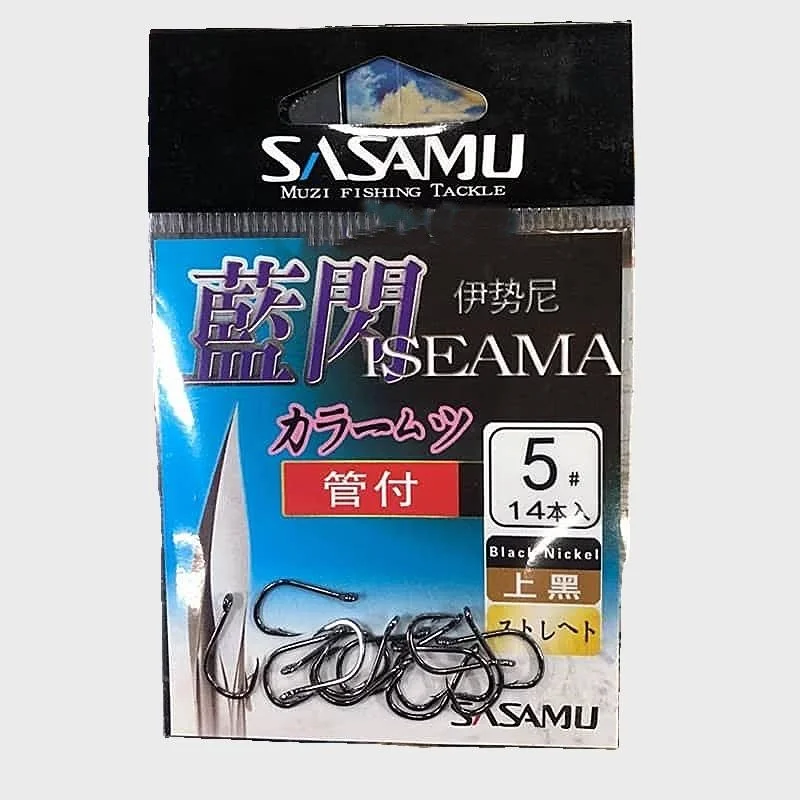 SASAMU
MUZI FISHING TACKLE
藍閃
伊势尼
ISEAMA
カラームツ
管付
5#
14本入
Black Nickel
上黑
ストレヘト
SASAMU